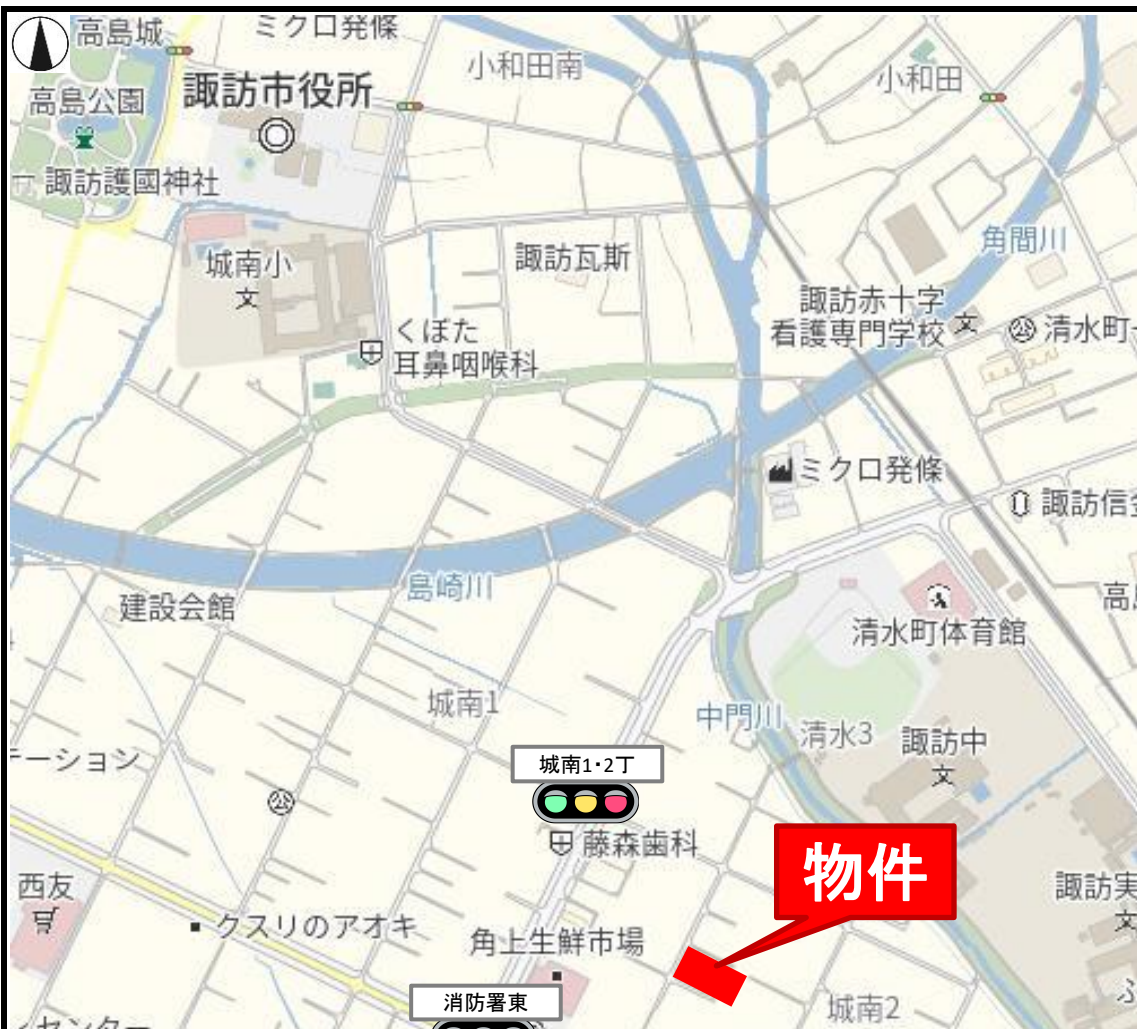 高島城
ミクロ発條
高島公園
諏訪市役所
小和田南
小和田
諏訪護國神社
城南小
諏訪瓦斯
角間川
諏訪赤十字
看護専門学校
清水町
くぼた
耳鼻咽喉科
ミクロ発條
諏訪信金
建設会館
島崎川
清水町体育館
城南1
中門川
清水3
諏訪中
テーション
城南1・2丁
藤森歯科
物件
西友
クスリのアオキ
角上生鮮市場
諏訪実
消防署東
城南2
センター